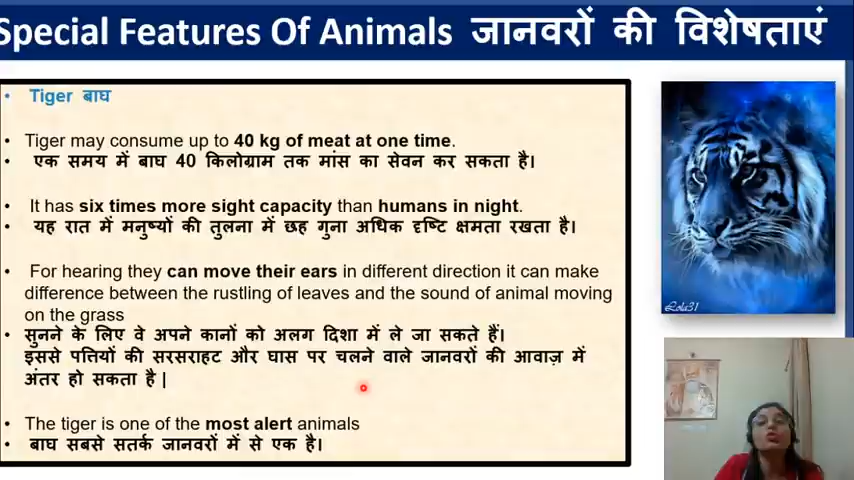 Special Features Of Animals जानवरों की विशेषताएं
• Tiger बाघ
• Tiger may consume up to 40 kg of meat at one time.
• एक समय में बाघ 40 किलोग्राम तक मांस का सेवन कर सकता है।
• It has six times more sight capacity than humans in night.
• यह रात में मनुष्यों की तुलना में छह गुना अधिक दृष्टि क्षमता रखता है।
• For hearing they can move their ears in different direction it can make
difference between the rustling of leaves and the sound of animal moving
on the grass
• सुनने के लिए वे अपने कानों को अलग दिशा में ले जा सकते हैं।
इससे पत्तियों की सरसराहट और घास पर चलने वाले जानवरों की आवाज़ में
अंतर हो सकता है |
• The tiger is one of the most alert animals
• बाघ सबसे सतर्क जानवरों में से एक है।
Lola31